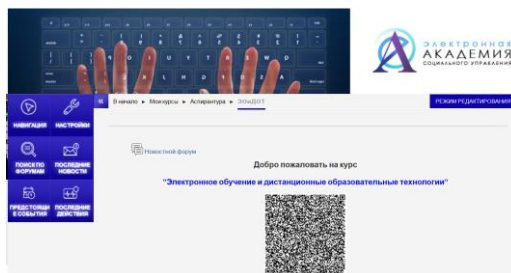 ЭЛЕКТРОННАЯ
АКАДЕМИЯ
СОЦИАЛЬНОГО УПРАВЛЕНИЯ
В начало ► Мои курсы ► Аспирантура ► ЭОиДОТ
РЕЖИМ РЕДАКТИРОВАНИЯ
НАВИГАЦИЯ
НАСТРОЙКИ
ПОИСК ПО ФОРУМАМ
ПОСЛЕДНИЕ НОВОСТИ
ПРЕДСТОЯЩИЕ СОБЫТИЯ
ПОСЛЕДНИЕ ДЕЙСТВИЯ
Новостной форум
Добро пожаловать на курс
"Электронное обучение и дистанционные образовательные технологии"